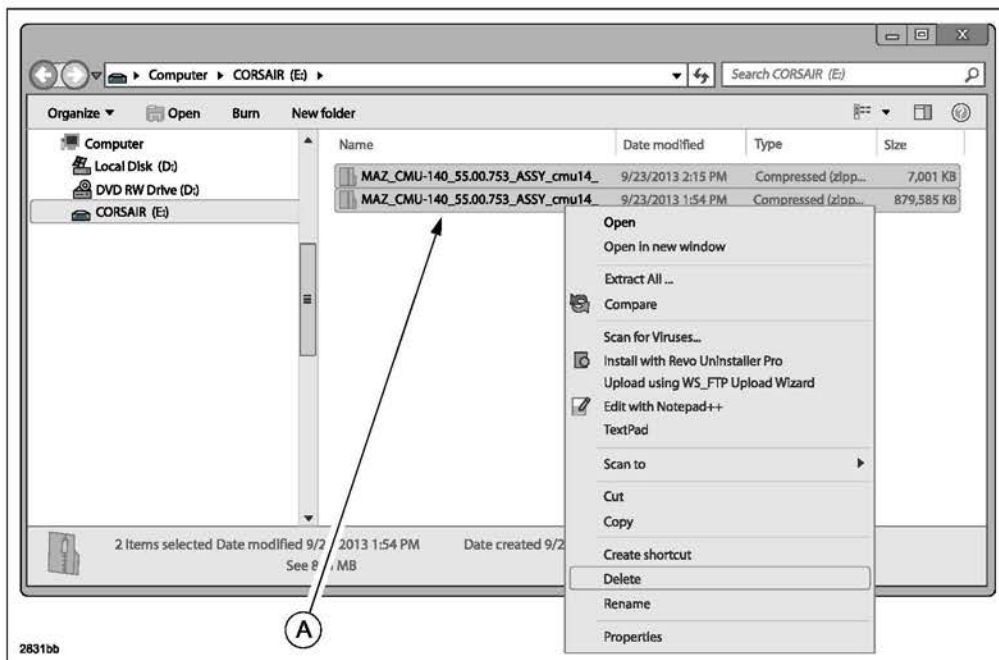 Computer ▸ CORSAIR (E:) ▸
Search CORSAIR (E:)
Organize ▼ Open Burn New folder
Computer
Local Disk (D:)
DVD RW Drive (D:)
CORSAIR (E:)
Name Date modified Type Size
MAZ_CMU-140_55.00.753_ASSY_cmu14_ 9/23/2013 2:15 PM Compressed (zipp... 7,001 KB
MAZ_CMU-140_55.00.753_ASSY_cmu14_ 9/23/2013 1:54 PM Compressed (zipp... 879,585 KB
Open
Open in new window
Extract All ...
Compare
Scan for Viruses...
Install with Revo Uninstaller Pro
Upload using WS_FTP Upload Wizard
Edit with Notepad++
TextPad
Scan to
Cut
Copy
Create shortcut
Delete
Rename
Properties
2 Items selected Date modified 9/2 2013 1:54 PM Date created 9/2
See 8 MB
A
2831bb